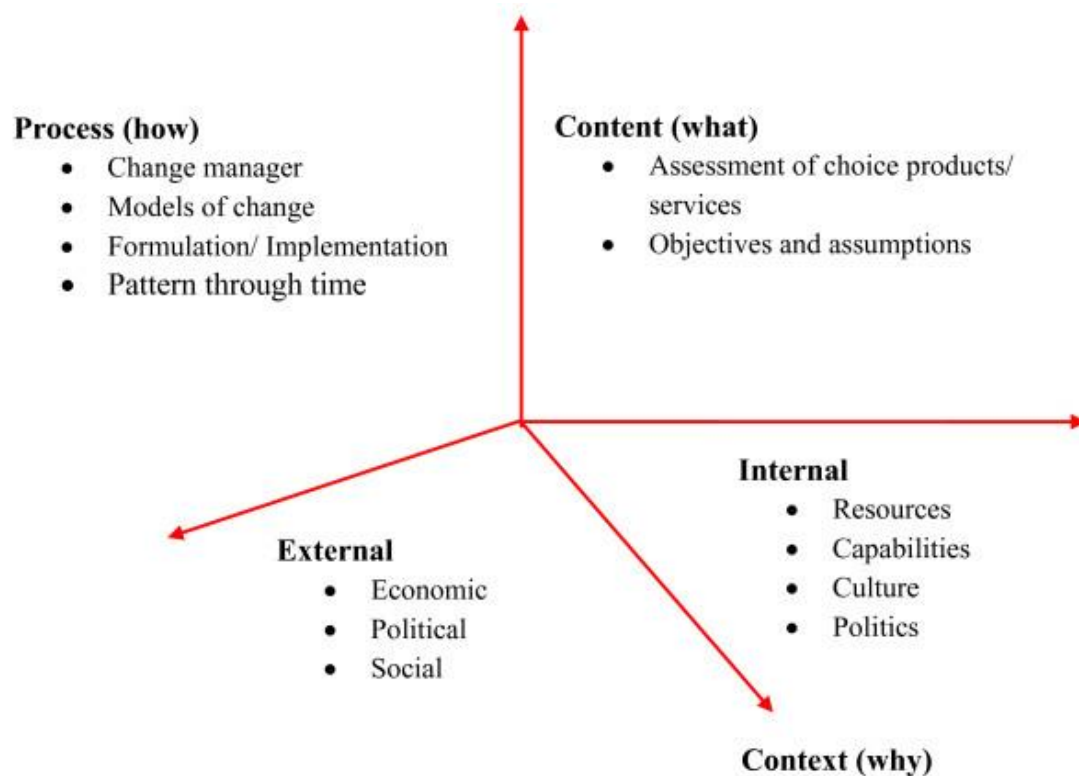 Process (how)
• Change manager
• Models of change
• Formulation/ Implementation
• Pattern through time
Content (what)
• Assessment of choice products/
services
• Objectives and assumptions
External
• Economic
• Political
• Social
Internal
• Resources
• Capabilities
• Culture
• Politics
Context (why)